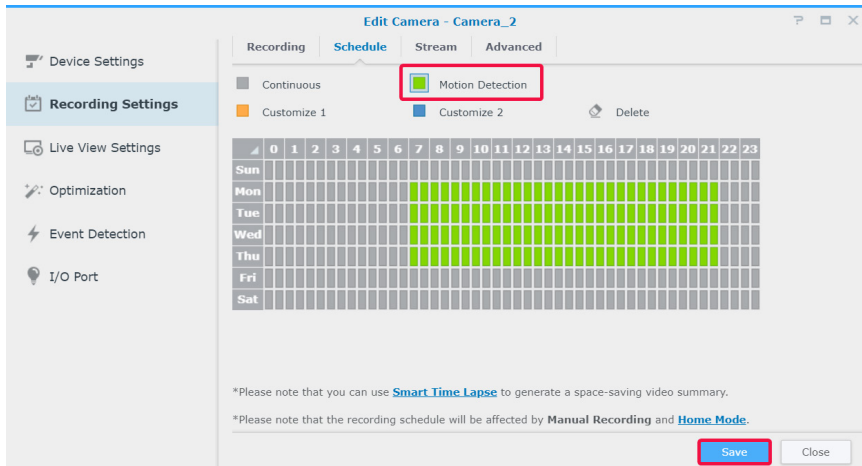 Edit Camera - Camera_2
Device Settings
Recording Settings
Live View Settings
Optimization
Event Detection
I/O Port
Recording Schedule Stream Advanced
Continuous Motion Detection
Customize 1 Customize 2 Delete
0 1 2 3 4 5 6 7 8 9 10 11 12 13 14 15 16 17 18 19 20 21 22 23
Sun
Mon
Tue
Wed
Thu
Fri
Sat
*Please note that you can use Smart Time Lapse to generate a space-saving video summary.
*Please note that the recording schedule will be affected by Manual Recording and Home Mode.
Save Close